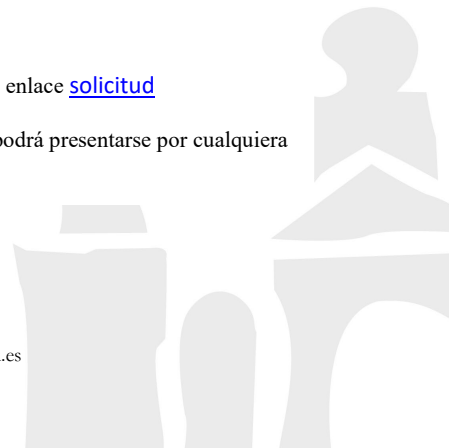 enlace solicitud
podrá presentarse por cualquiera
.es